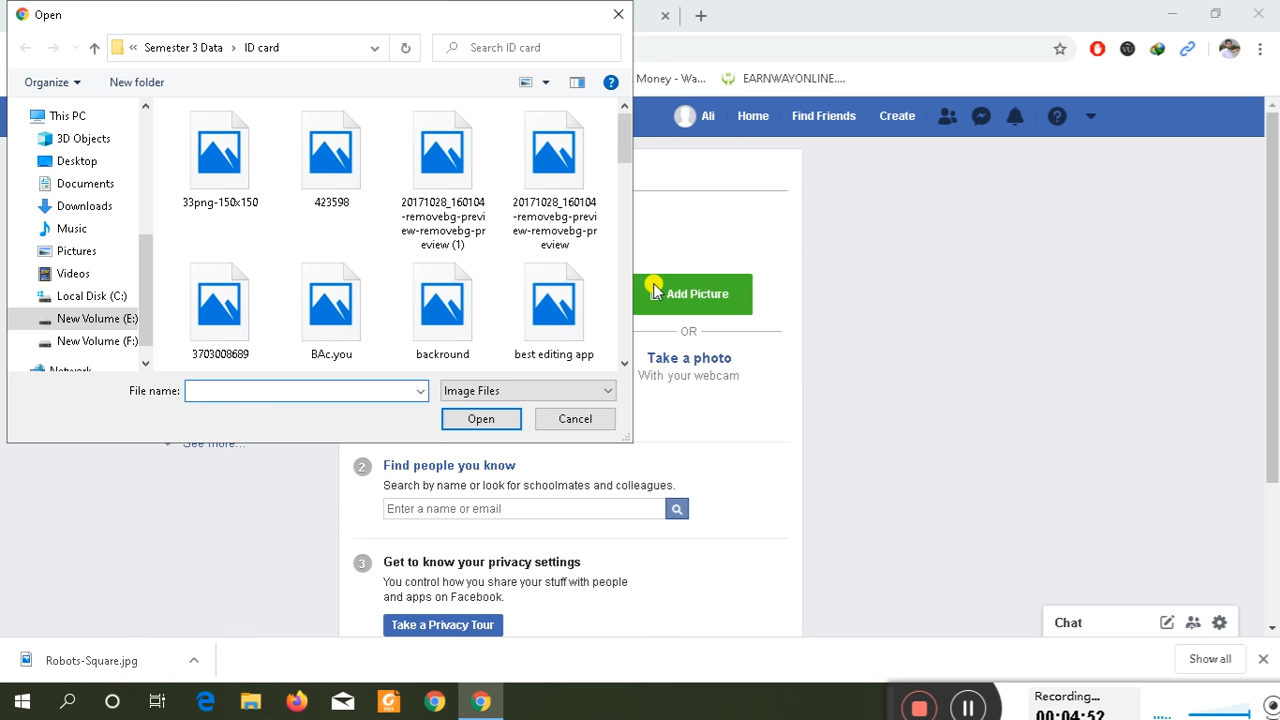 Open
Semester 3 Data
ID card
Search ID card
Money - Wa...
EARNWAYONLINE....
Organize
New folder
This PC
3D Objects
Desktop
Documents
Downloads
Music
Pictures
Videos
Local Disk (C:)
New Volume (E:)
New Volume (F:)
Network
33png-150x150
423598
20171028_160104
-removebg-previ
ew-removebg-pr
eview (1)
20171028_160104
-removebg-previ
ew-removebg-pr
eview
3703008689
BAc.you
backround
best editing app
File name:
Image Files
Open
Cancel
Ali
Home
Find Friends
Create
Add Picture
OR
Take a photo
With your webcam
See more...
2
Find people you know
Search by name or look for schoolmates and colleagues.
Enter a name or email
3
Get to know your privacy settings
You control how you share your stuff with people
and apps on Facebook.
Take a Privacy Tour
Chat
Robots-Square.jpg
Show all
Recording...
00:04:52